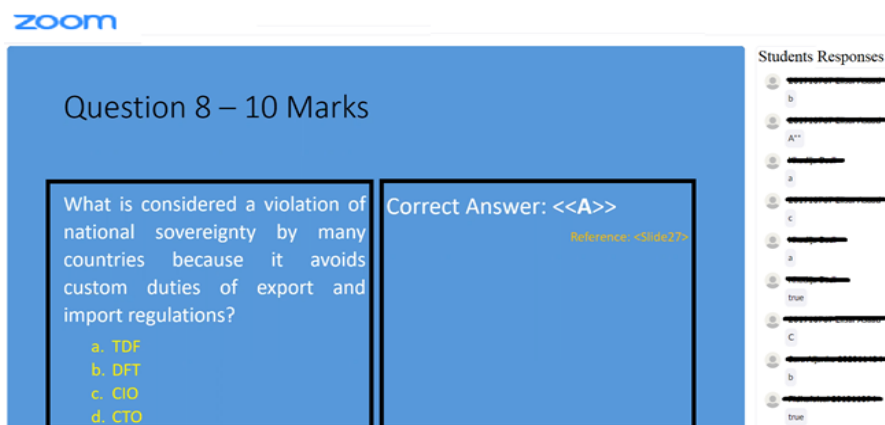 zoom
Question 8 – 10 Marks
What is considered a violation of
national sovereignty by many
countries because it avoids
custom duties of export and
import regulations?
a. TDF
b. DFT
c. CIO
d. CTO
Correct Answer: <<A>>
Reference: <Slide27>
Students Responses
b
A**
a
c
a
true
C
b
true